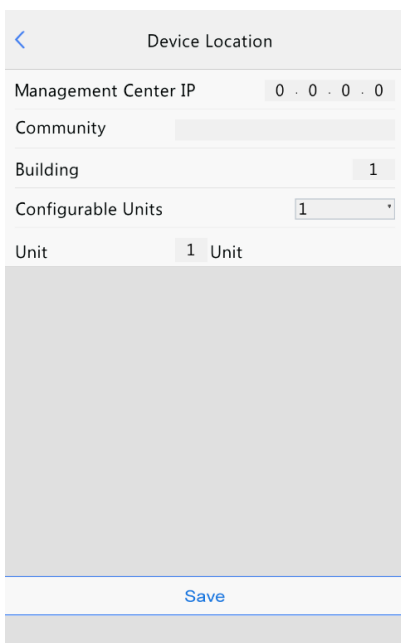 Device Location
Management Center IP 0 . 0 . 0 . 0
Community
Building 1
Configurable Units 1
Unit 1 Unit
Save